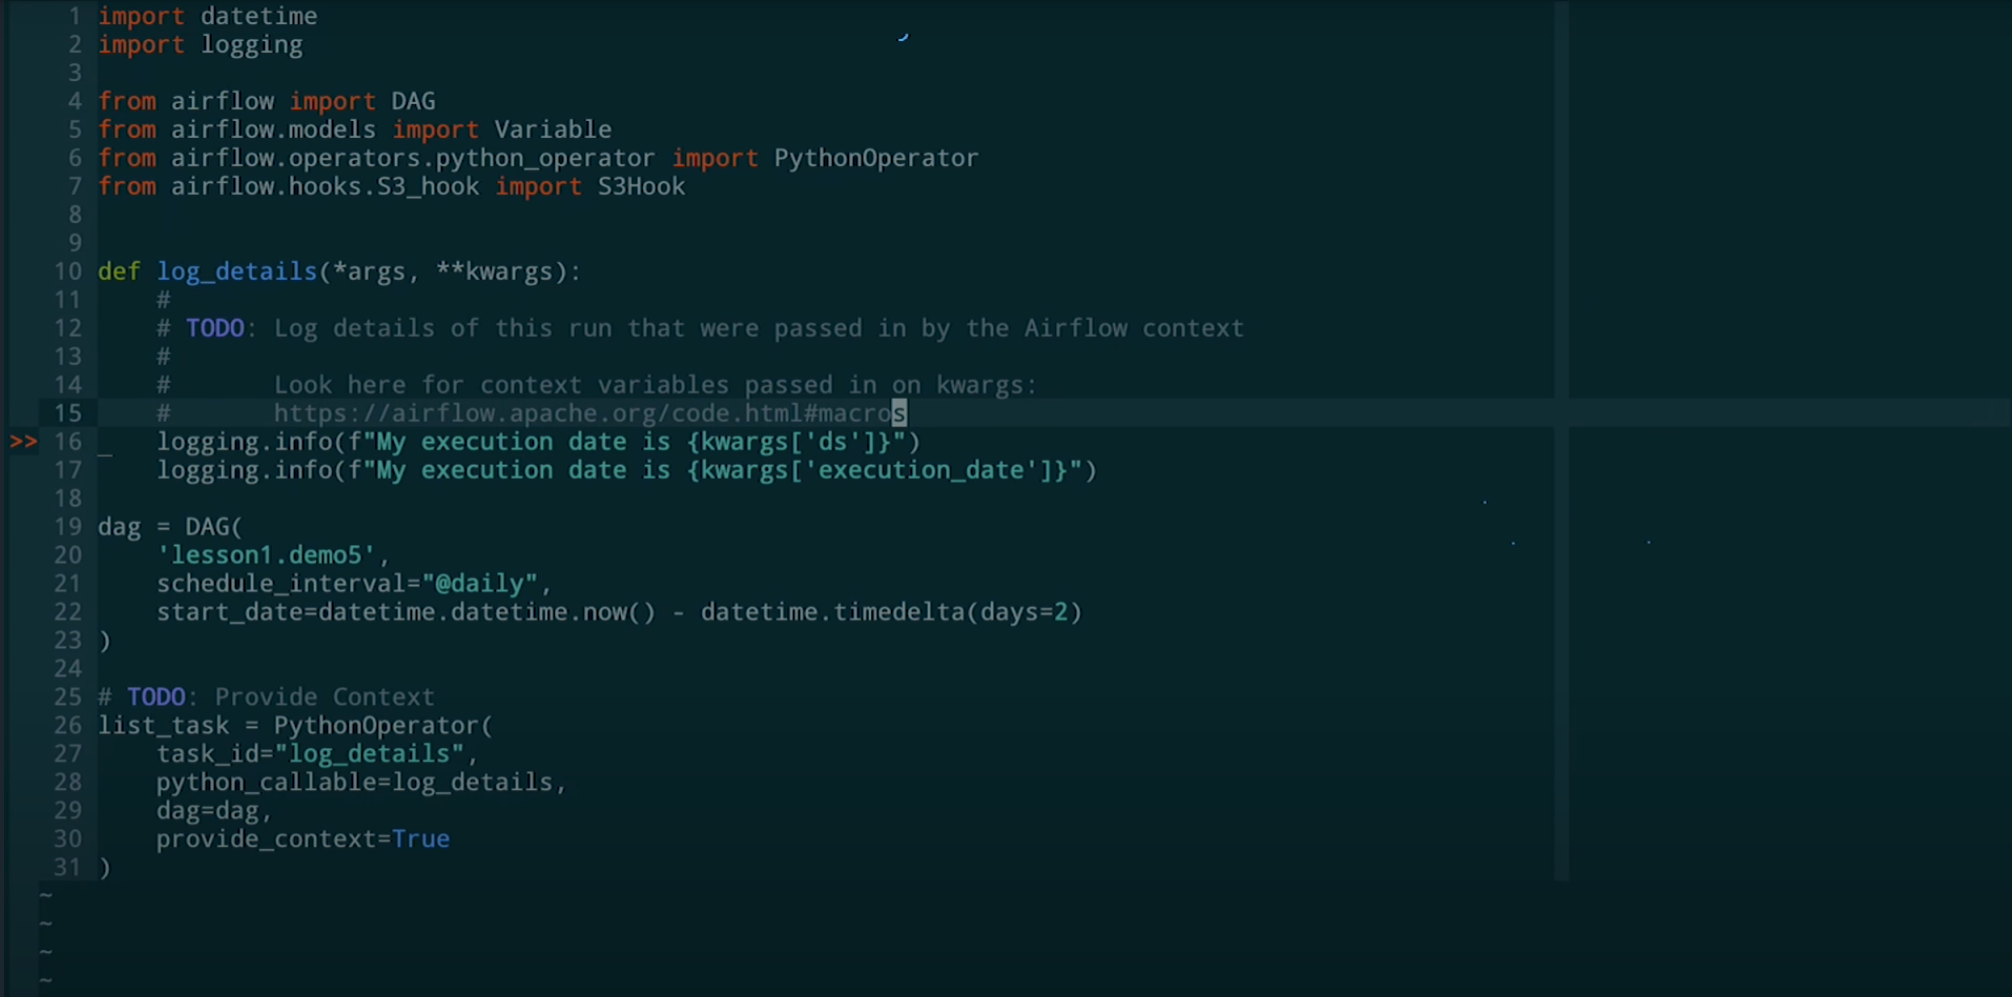 1 import datetime
2 import logging
3
4 from airflow import DAG
5 from airflow.models import Variable
6 from airflow.operators.python_operator import PythonOperator
7 from airflow.hooks.S3_hook import S3Hook
8
9
10 def log_details(*args, **kwargs):
11     #
12     # TODO: Log details of this run that were passed in by the Airflow context
13     #
14     #       Look here for context variables passed in on kwargs:
15     #       https://airflow.apache.org/code.html#macros
>> 16 _   logging.info(f"My execution date is {kwargs['ds']}")
17     logging.info(f"My execution date is {kwargs['execution_date']}")
18
19 dag = DAG(
20     'lesson1.demo5',
21     schedule_interval="@daily",
22     start_date=datetime.datetime.now() - datetime.timedelta(days=2)
23 )
24
25 # TODO: Provide Context
26 list_task = PythonOperator(
27     task_id="log_details",
28     python_callable=log_details,
29     dag=dag,
30     provide_context=True
31 )
~
~
~
~